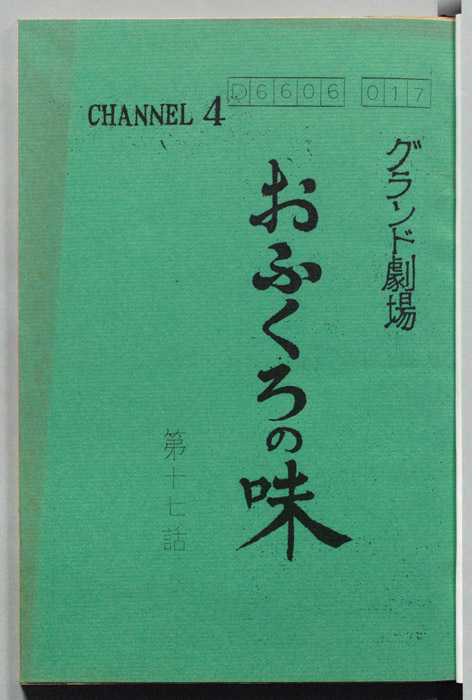 D6606 017
CHANNEL 4
グランド劇場
おふくろの味
第十七話